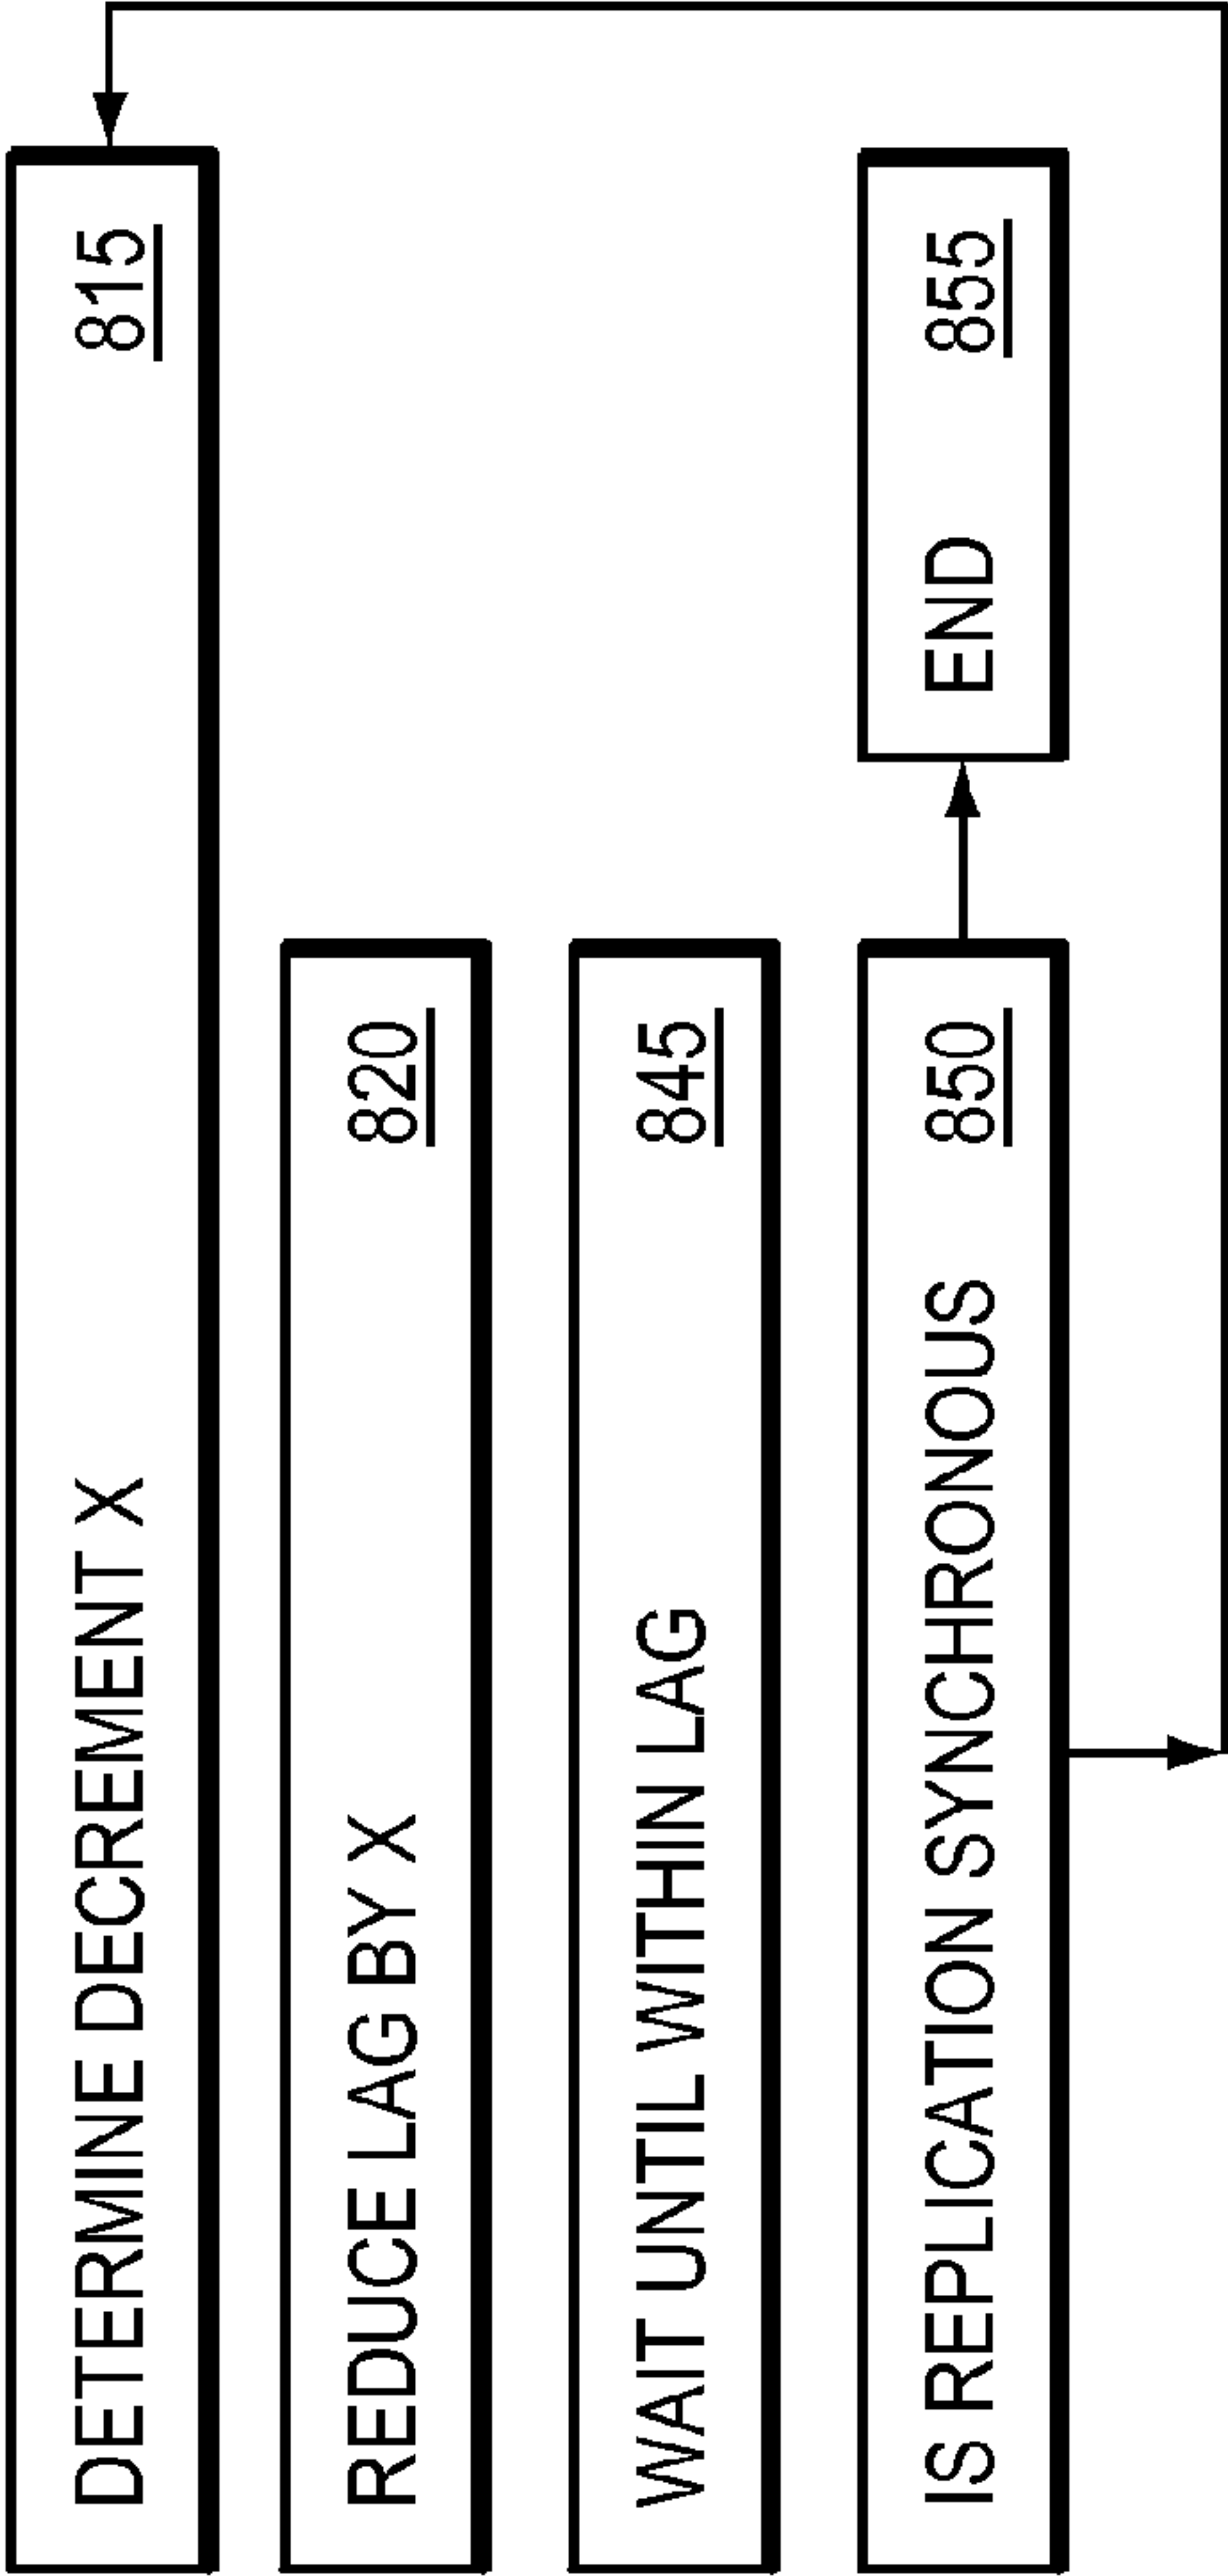 DETERMINE DECREMENT X 815
REDUCE LAG BY X 820
WAIT UNTIL WITHIN LAG 845
IS REPLICATION SYNCHRONOUS 850
END 855